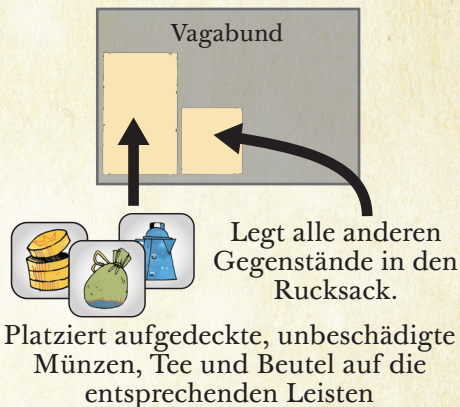 Vagabund
Legt alle anderen
Gegenstände in den
Rucksack.
Platziert aufgedeckte, unbeschädigte
Münzen, Tee und Beutel auf die
entsprechenden Leisten